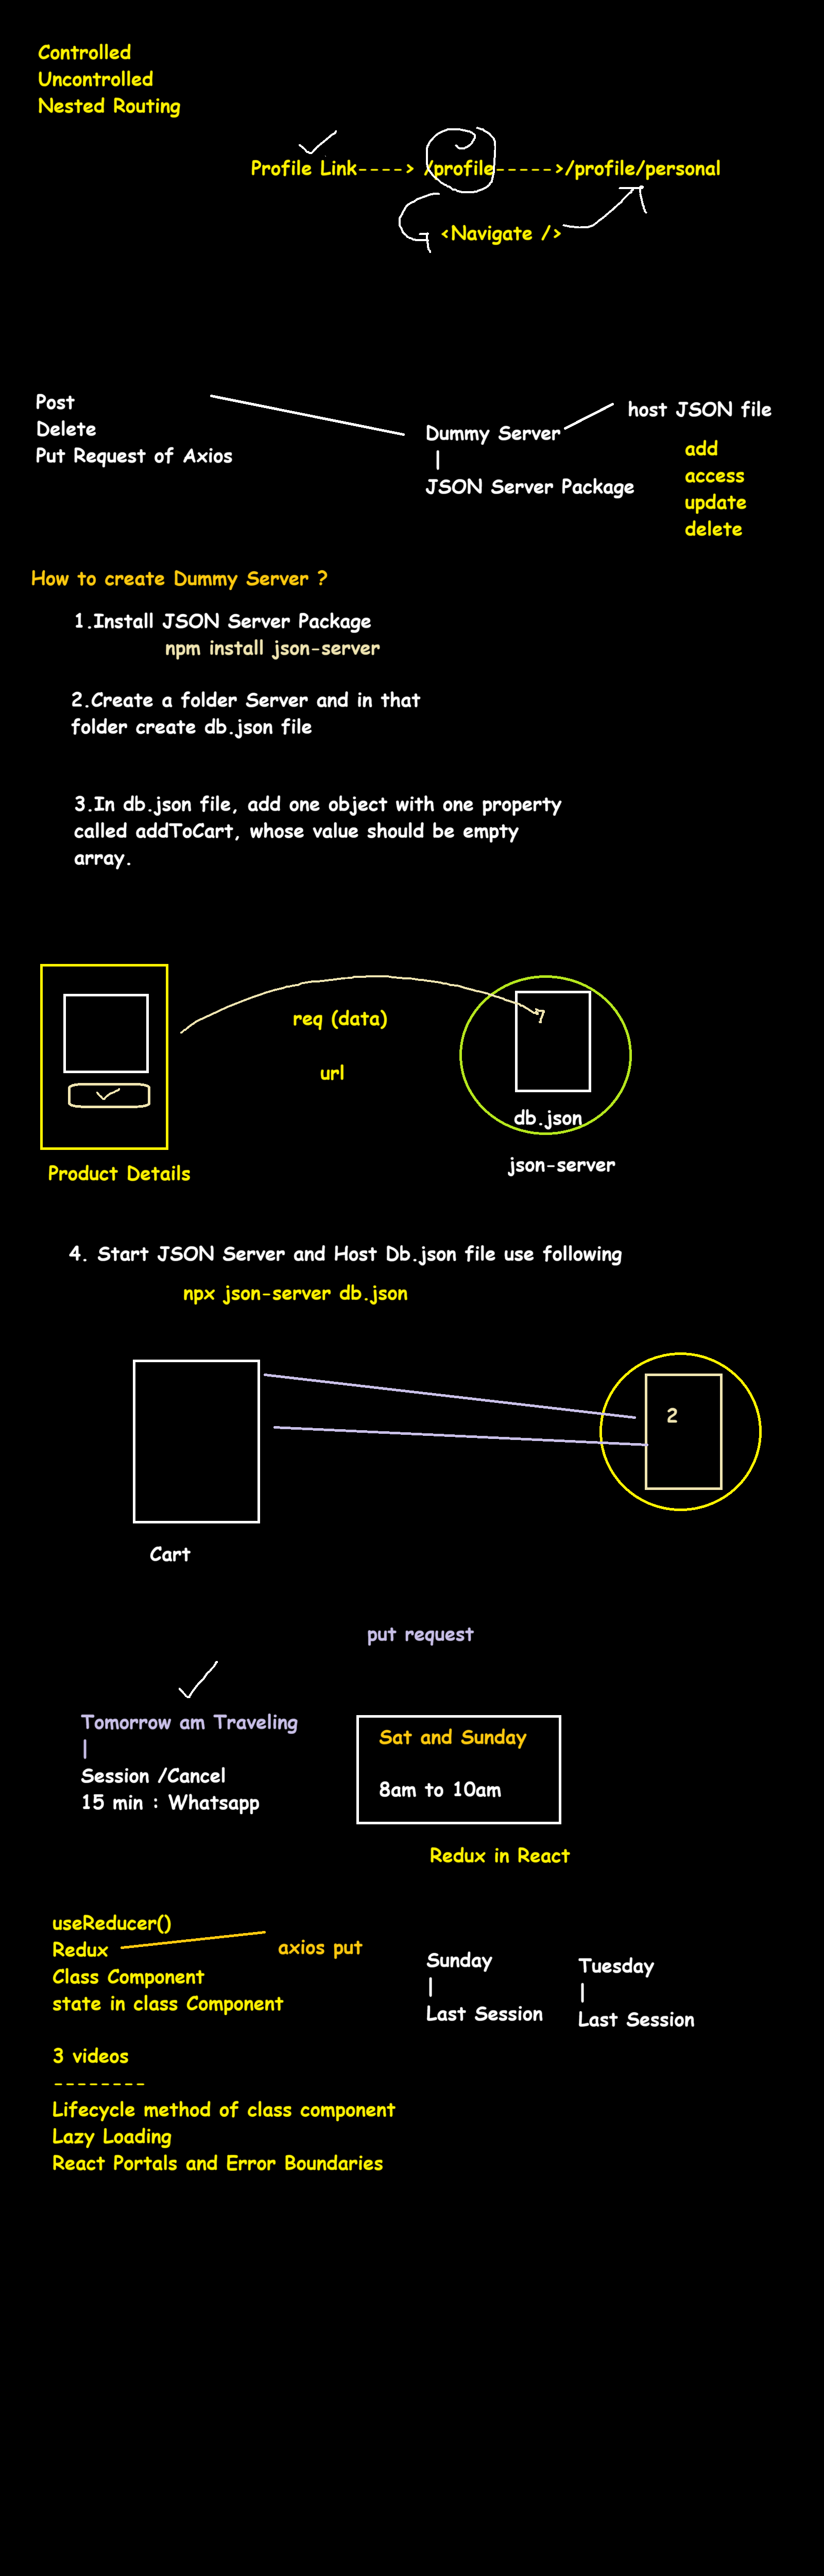 Controlled
Uncontrolled
Nested Routing
Profile Link----> /profile----->/profile/personal
<Navigate />
Post
Delete
Put Request of Axios
Dummy Server
|
JSON Server Package
host JSON file
add
access
update
delete
How to create Dummy Server ?
1.Install JSON Server Package
npm install json-server
2.Create a folder Server and in that
folder create db.json file
3.In db.json file, add one object with one property
called addToCart, whose value should be empty
array.
req (data)
url
db.json
json-server
Product Details
4. Start JSON Server and Host Db.json file use following
npx json-server db.json
2
Cart
put request
Tomorrow am Traveling
|
Session /Cancel
15 min : Whatsapp
Sat and Sunday
8am to 10am
Redux in React
useReducer()
Redux
Class Component
state in class Component
axios put
Sunday
|
Last Session
Tuesday
|
Last Session
3 videos
--------
Lifecycle method of class component
Lazy Loading
React Portals and Error Boundaries